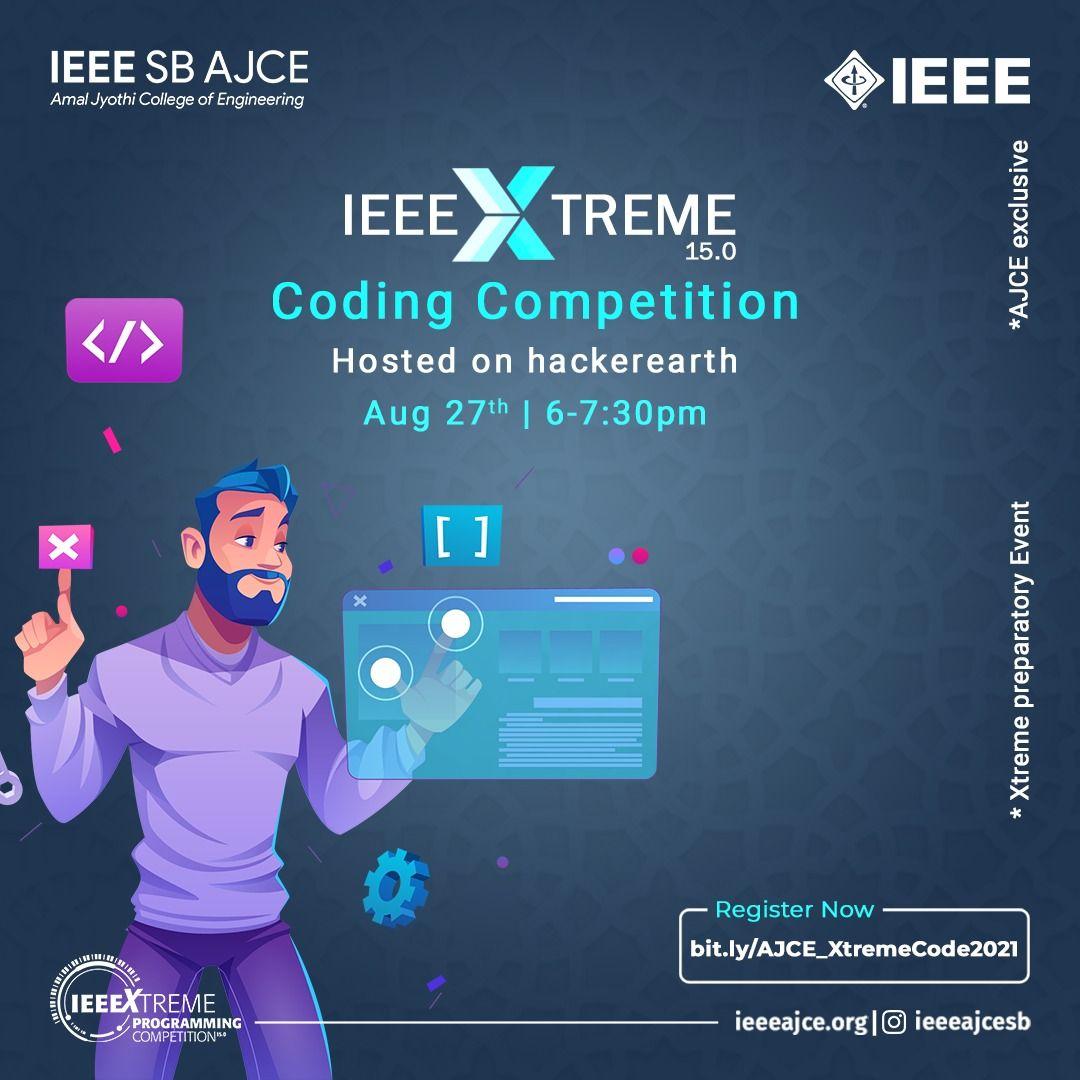 IEEE SB AJCE
Amal Jyothi College of Engineering
IEEE
*AJCE exclusive
IEEE XTREME
15.0
Coding Competition
Hosted on hackerearth
Aug 27th | 6-7:30pm
</>
[ ]
* Xtreme preparatory Event
Register Now
bit.ly/AJCE_XtremeCode2021
IEEEXTREME
PROGRAMMING
COMPETITION15.0
ieeeajce.org| ieeeajcesb